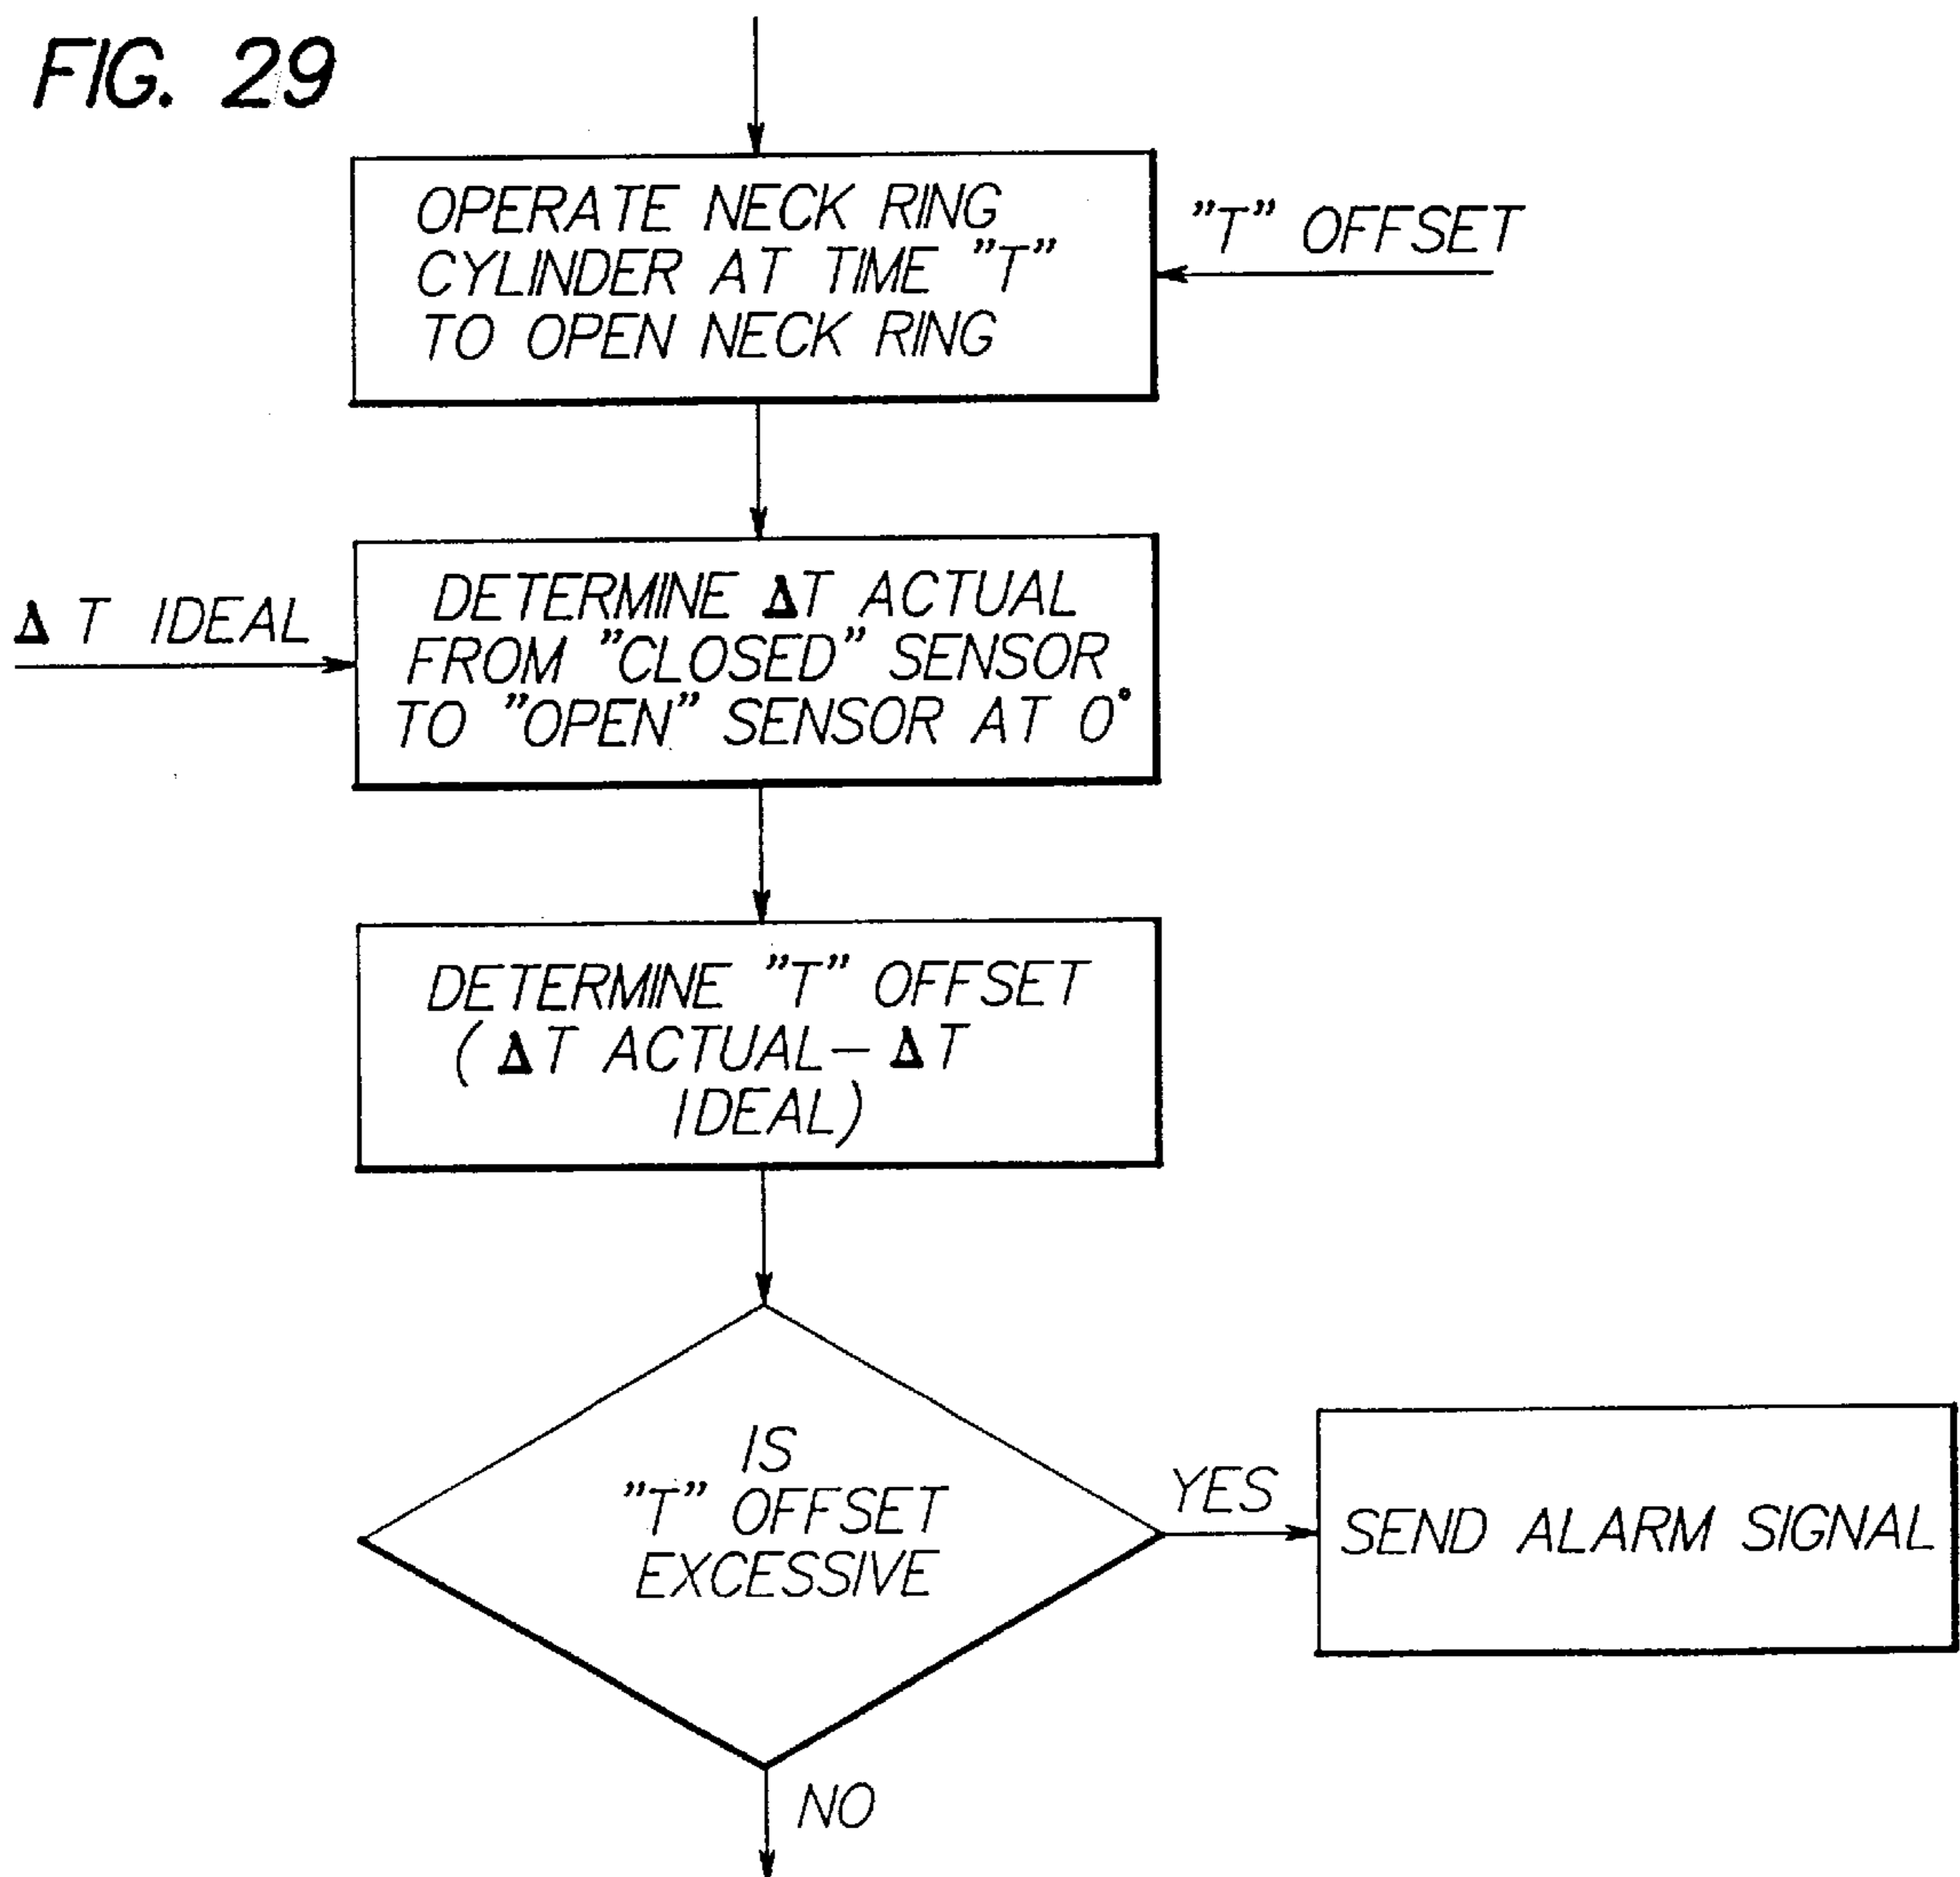 FIG. 29
OPERATE NECK RING
CYLINDER AT TIME "T"
TO OPEN NECK RING
"T" OFFSET
Δ T IDEAL
DETERMINE ΔT ACTUAL
FROM "CLOSED" SENSOR
TO "OPEN" SENSOR AT 0°
DETERMINE "T" OFFSET
(ΔT ACTUAL- ΔT
IDEAL)
IS
"T" OFFSET
EXCESSIVE
YES
SEND ALARM SIGNAL
NO